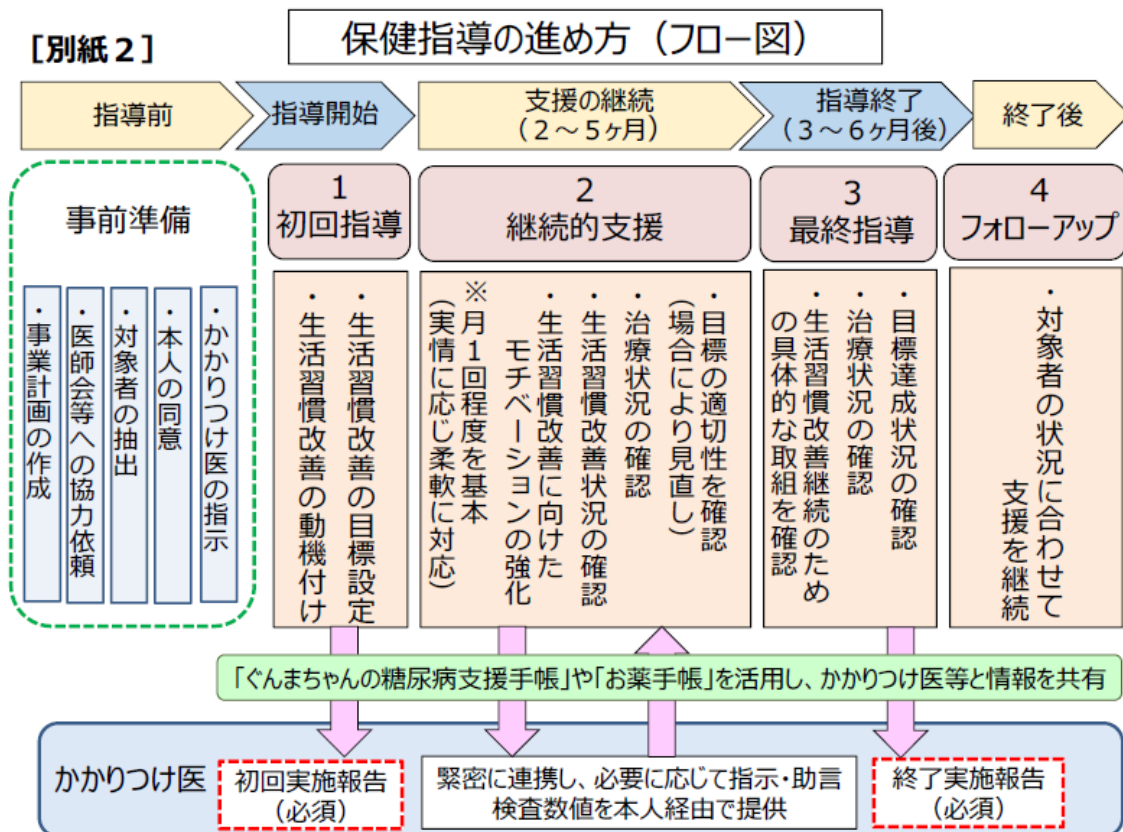 ［別紙２］
保健指導の進め方（フロー図）
指導前
指導開始
支援の継続
（２～５ヶ月）
指導終了
（３～６ヶ月後）
終了後
事前準備
・かかりつけ医の指示
・本人の同意
・対象者の抽出
・医師会等への協力依頼
・事業計画の作成
1
初回指導
・生活習慣改善の目標設定
・生活習慣改善の動機付け
2
継続的支援
・目標の適切性を確認
（場合により見直し）
・治療状況の確認
・生活習慣改善状況の確認
・生活習慣改善に向けた
モチベーションの強化
※月１回程度を基本
（実情に応じ柔軟に対応）
3
最終指導
・目標達成状況の確認
・治療状況の確認
・生活習慣改善継続のため
の具体的な取組を確認
4
フォローアップ
・対象者の状況に合わせて
支援を継続
「ぐんまちゃんの糖尿病支援手帳」や「お薬手帳」を活用し、かかりつけ医等と情報を共有
かかりつけ医
初回実施報告
（必須）
緊密に連携し、必要に応じて指示・助言
検査数値を本人経由で提供
終了実施報告
（必須）